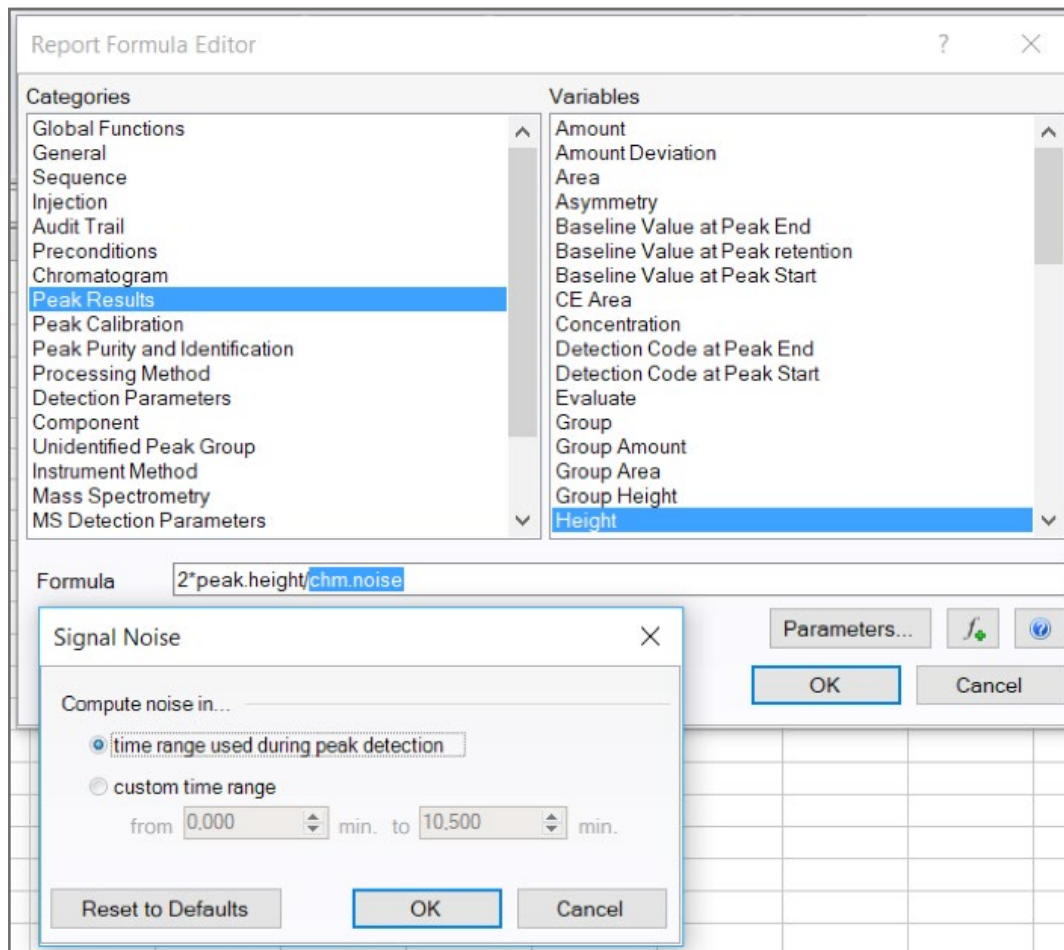 Report Formula Editor
?
Categories
Variables
Global Functions
General
Sequence
Injection
Audit Trail
Preconditions
Chromatogram
Peak Results
Peak Calibration
Peak Purity and Identification
Processing Method
Detection Parameters
Component
Unidentified Peak Group
Instrument Method
Mass Spectrometry
MS Detection Parameters
Amount
Amount Deviation
Area
Asymmetry
Baseline Value at Peak End
Baseline Value at Peak retention
Baseline Value at Peak Start
CE Area
Concentration
Detection Code at Peak End
Detection Code at Peak Start
Evaluate
Group
Group Amount
Group Area
Group Height
Height
Formula 2*peak.height/chm.noise
Parameters...
OK Cancel
Signal Noise
Compute noise in...
time range used during peak detection
custom time range
from 0,000 min. to 10,500 min.
Reset to Defaults OK Cancel